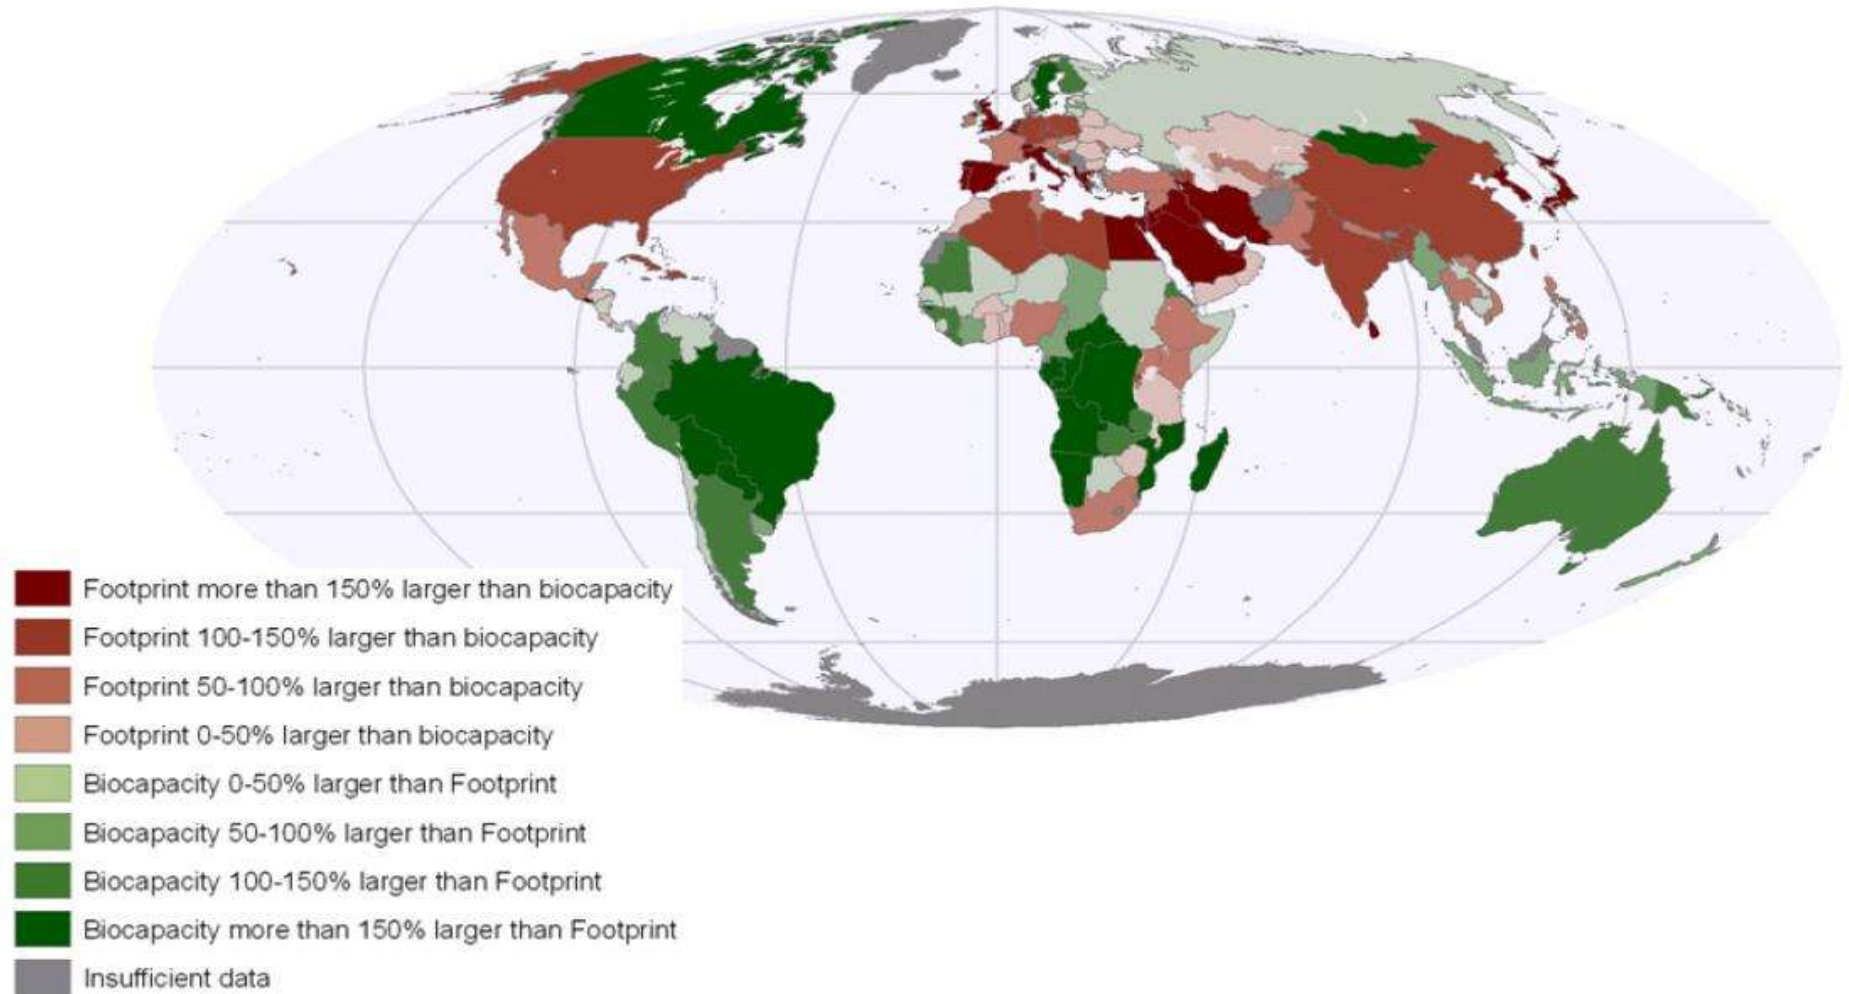 Footprint more than 150% larger than biocapacity
Footprint 100-150% larger than biocapacity
Footprint 50-100% larger than biocapacity
Footprint 0-50% larger than biocapacity
Biocapacity 0-50% larger than Footprint
Biocapacity 50-100% larger than Footprint
Biocapacity 100-150% larger than Footprint
Biocapacity more than 150% larger than Footprint
Insufficient data